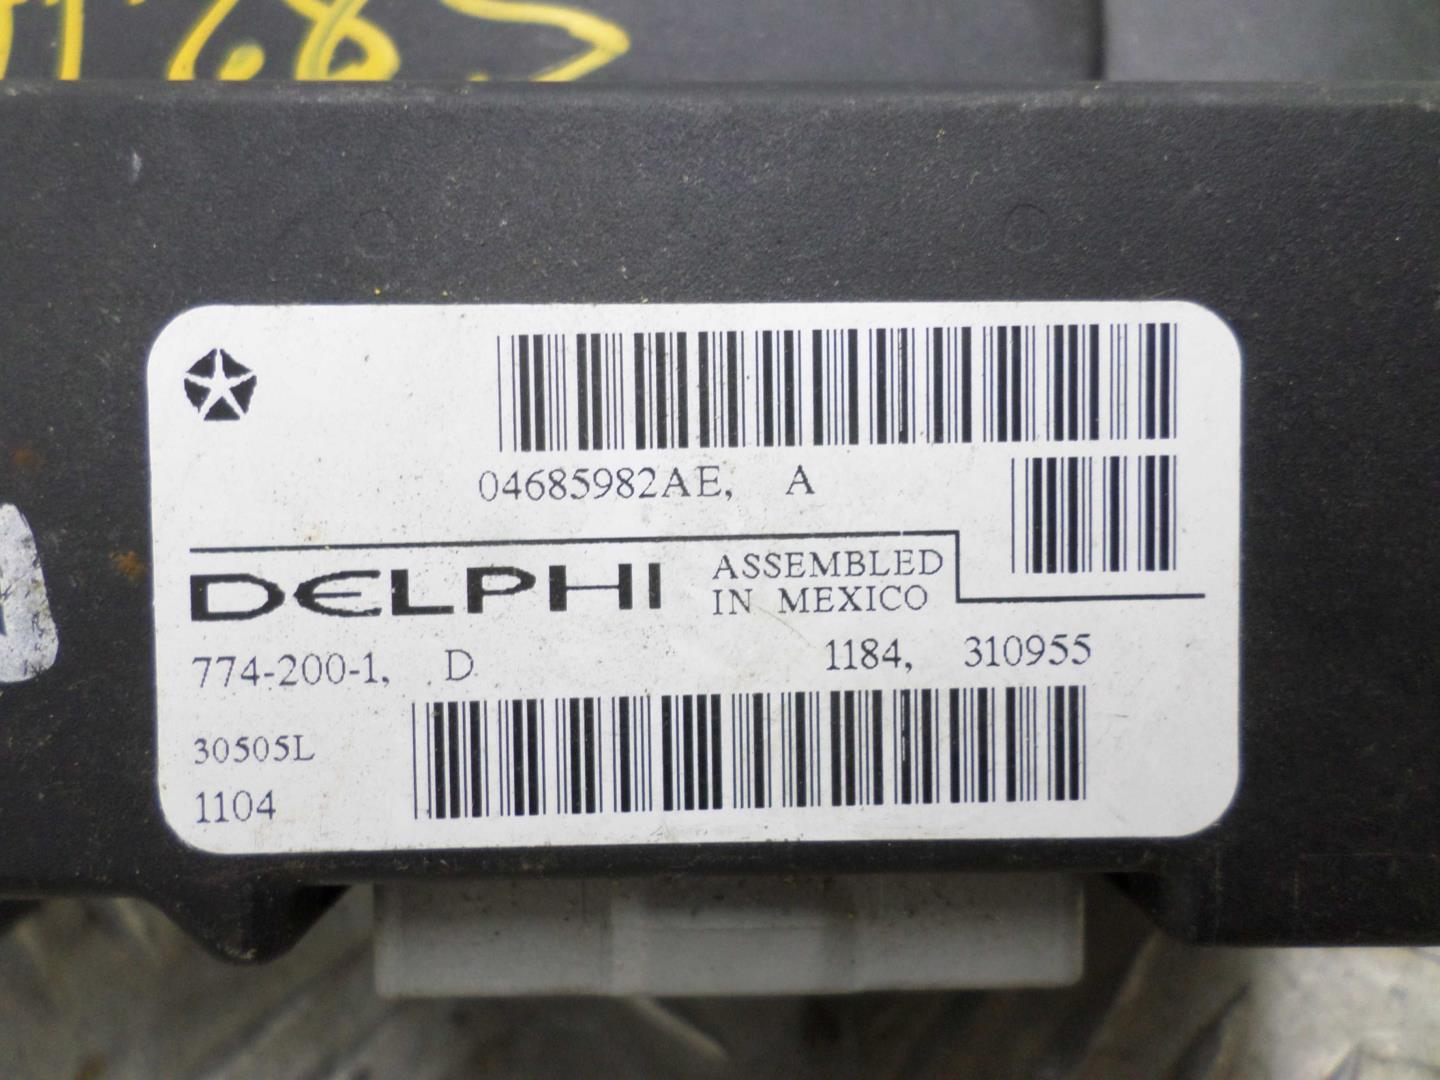 04685982AE, A
DELPHI
ASSEMBLED
IN MEXICO
774-200-1, D
1184, 310955
30505L
1104